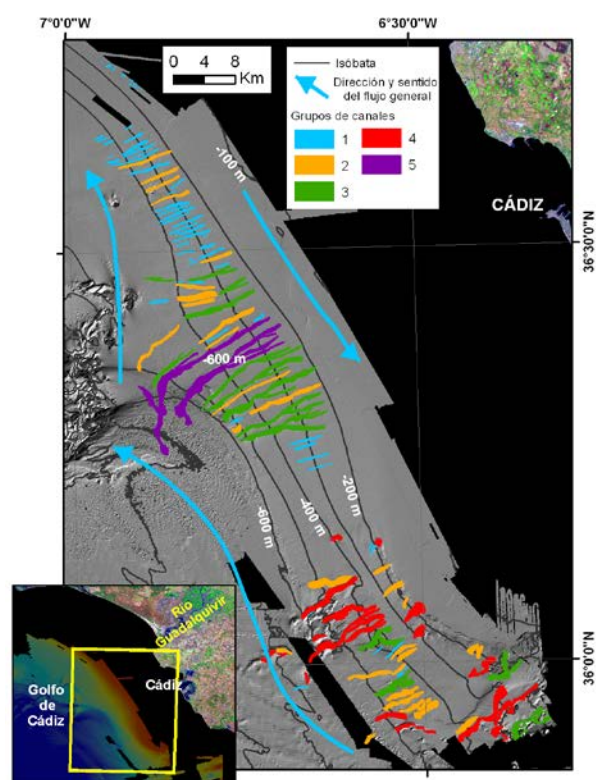 7°0'0"W
6°30'0"W
0 4 8
Km
Isóbata
Dirección y sentido
del flujo general
Grupos de canales
1
4
2
5
3
-100 m
CÁDIZ
36°30'0"N
-600 m
-200 m
-400 m
-600 m
36°0'0"N
Río
Guadalquivir
Cádiz
Golfo
de
Cádiz